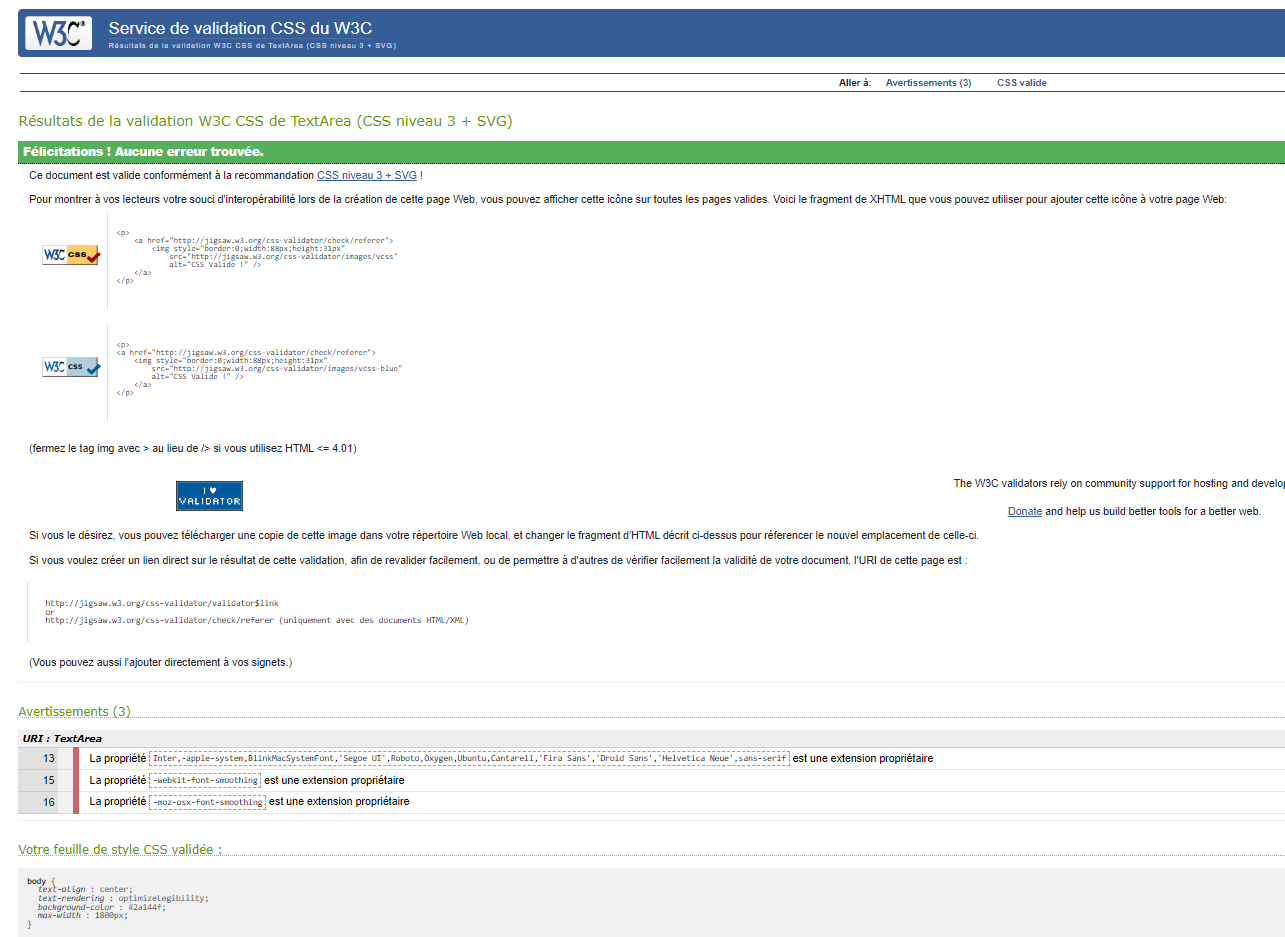 W3C® Service de validation CSS du W3C
Résultats de la validation W3C CSS de TextArea (CSS niveau 3 + SVG)
Aller à: Avertissements (3) CSS valide
Résultats de la validation W3C CSS de TextArea (CSS niveau 3 + SVG)
Félicitations ! Aucune erreur trouvée.
Ce document est valide conformément à la recommandation CSS niveau 3 + SVG !
Pour montrer à vos lecteurs votre souci d'interopérabilité lors de la création de cette page Web, vous pouvez afficher cette icône sur toutes les pages valides. Voici le fragment de XHTML que vous pouvez utiliser pour ajouter cette icône à votre page Web:
W3C css
<p>
<a href="http://jigsaw.w3.org/css-validator/check/referer">
<img style="border:0;width:88px;height:31px"
src="http://jigsaw.w3.org/css-validator/images/vcss"
alt="CSS Valide !" />
</a>
</p>
W3C css
<p>
<a href="http://jigsaw.w3.org/css-validator/check/referer">
<img style="border:0;width:88px;height:31px"
src="http://jigsaw.w3.org/css-validator/images/vcss-blue"
alt="CSS Valide !" />
</a>
</p>
(fermez le tag img avec > au lieu de /> si vous utilisez HTML <= 4.01)
I ♥
VALIDATOR
The W3C validators rely on community support for hosting and develop
Donate and help us build better tools for a better web.
Si vous le désirez, vous pouvez télécharger une copie de cette image dans votre répertoire Web local, et changer le fragment d'HTML décrit ci-dessus pour réferencer le nouvel emplacement de celle-ci.
Si vous voulez créer un lien direct sur le résultat de cette validation, afin de revalider facilement, ou de permettre à d'autres de vérifier facilement la validité de votre document, l'URI de cette page est :
http://jigsaw.w3.org/css-validator/validator$link
or
http://jigsaw.w3.org/css-validator/check/referer (uniquement avec des documents HTML/XML)
(Vous pouvez aussi l'ajouter directement à vos signets.)
Avertissements (3)
URI : TextArea
13 La propriété Inter,-apple-system,BlinkMacSystemFont,'Segoe UI',Roboto,Oxygen,Ubuntu,Cantarell,'Fira Sans','Droid Sans','Helvetica Neue',sans-serif est une extension propriétaire
15 La propriété -webkit-font-smoothing est une extension propriétaire
16 La propriété -moz-osx-font-smoothing est une extension propriétaire
Votre feuille de style CSS validée :
body {
text-align : center;
text-rendering : optimizeLegibility;
background-color : #2a144f;
max-width : 1800px;
}